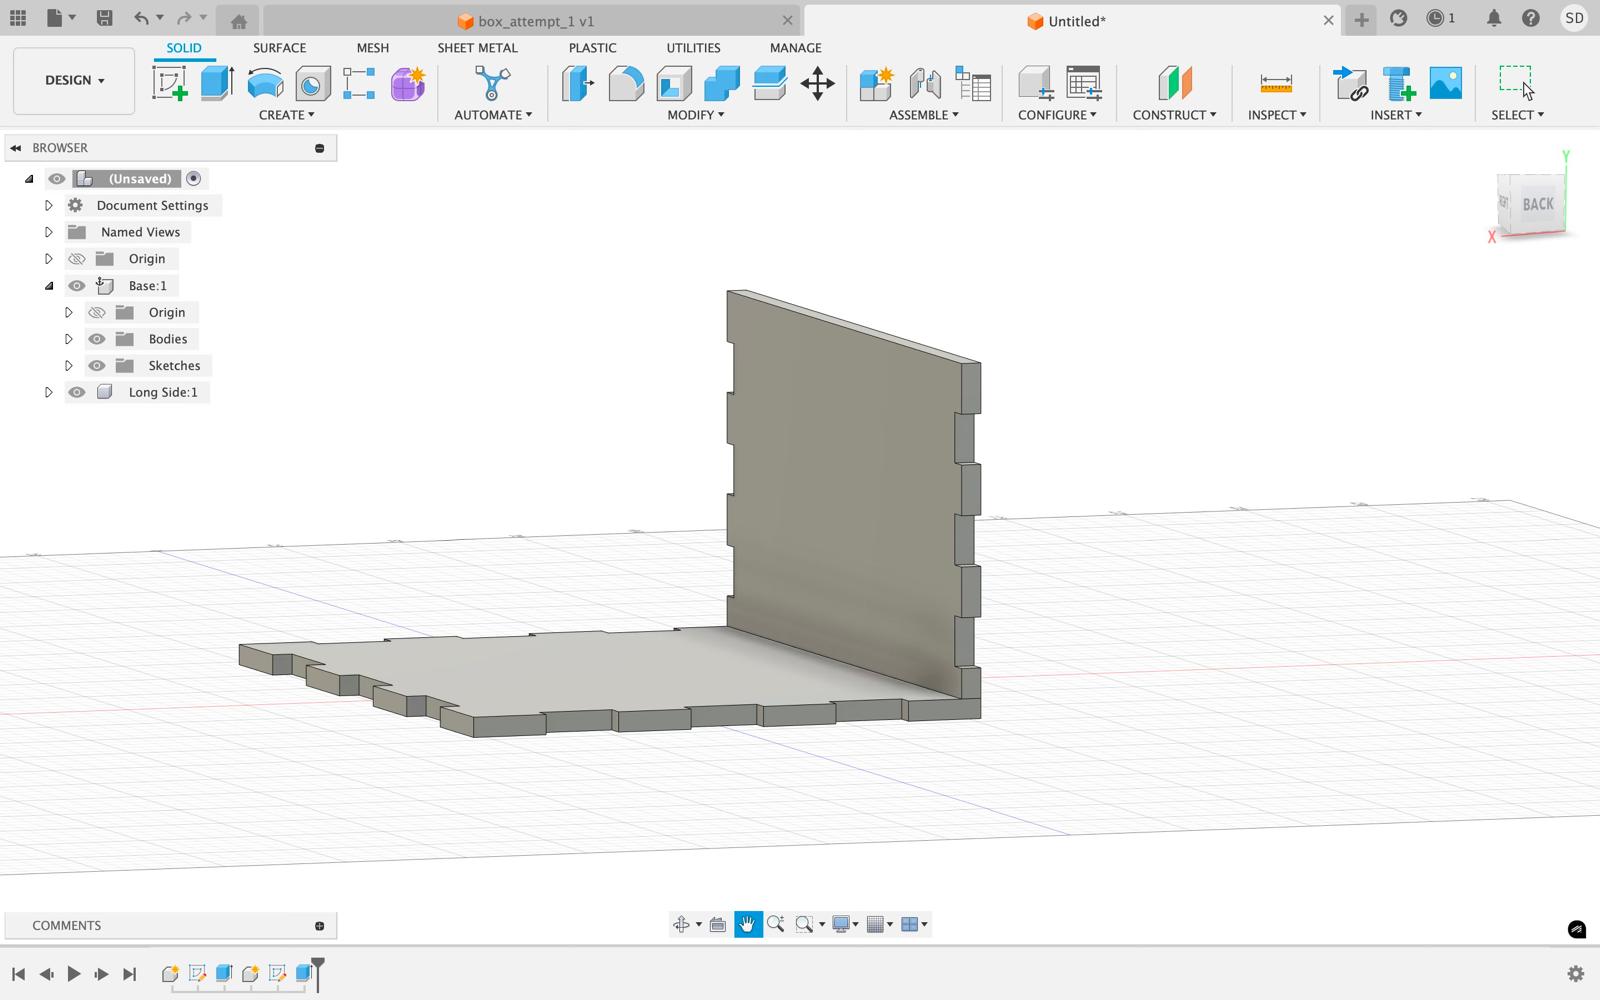 box_attempt_1 v1
Untitled*
1
SD
DESIGN
SOLID
SURFACE
MESH
SHEET METAL
PLASTIC
UTILITIES
MANAGE
CREATE
AUTOMATE
MODIFY
ASSEMBLE
CONFIGURE
CONSTRUCT
INSPECT
INSERT
SELECT
BROWSER
(Unsaved)
Document Settings
Named Views
Origin
Base:1
Origin
Bodies
Sketches
Long Side:1
Y
BACK
X
COMMENTS